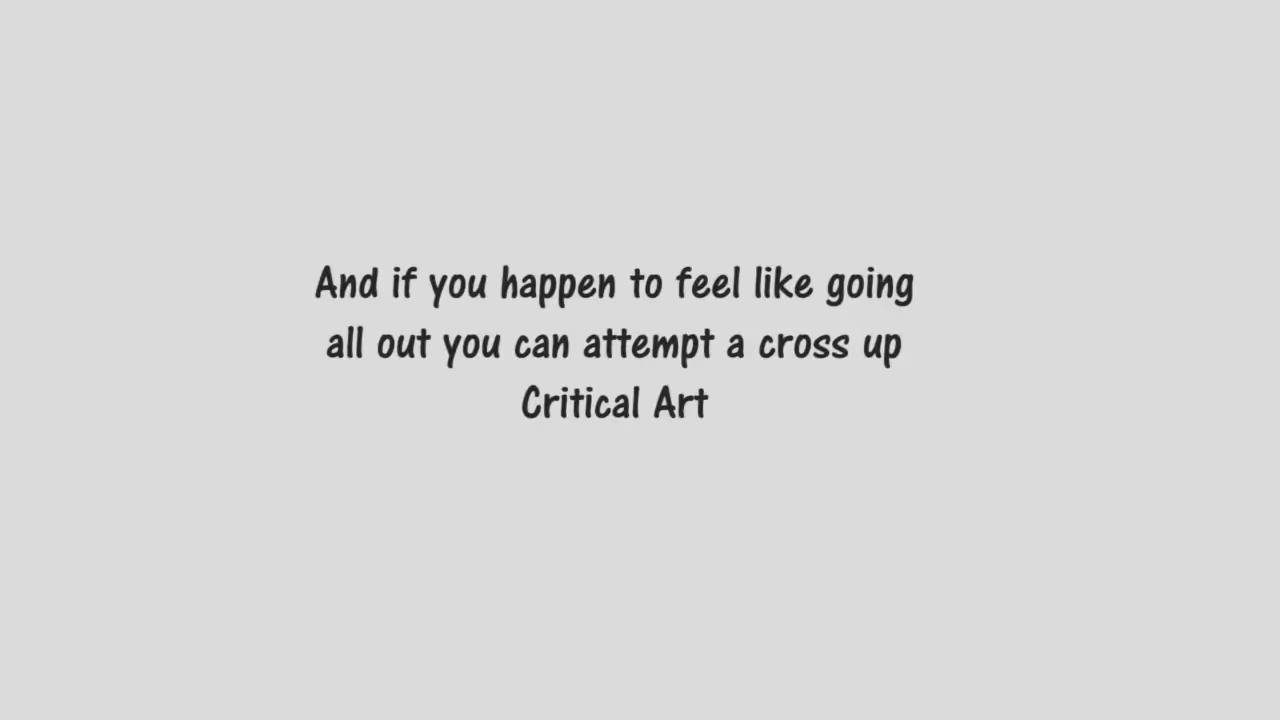 And if you happen to feel like going
all out you can attempt a cross up
Critical Art